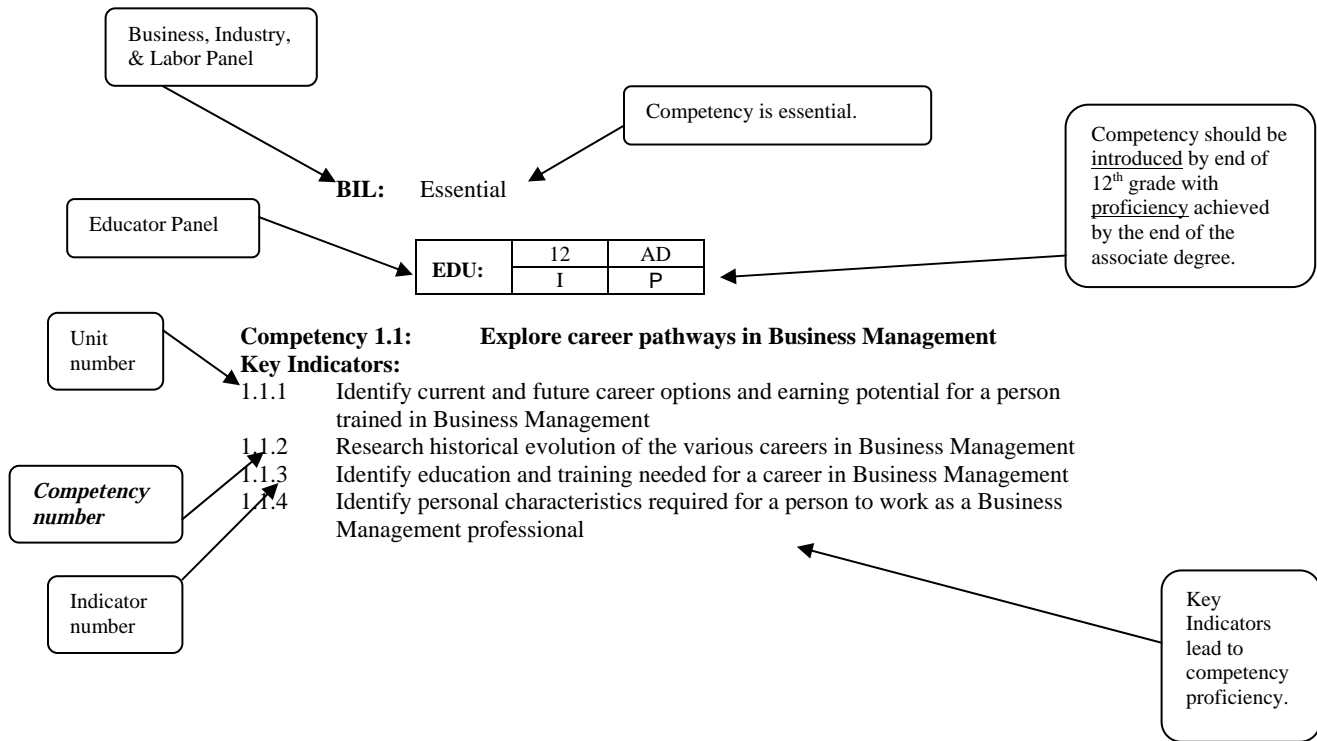 Business, Industry,
& Labor Panel
Competency is essential.
Competency should be
introduced by end of
12th grade with
proficiency achieved
by the end of the
associate degree.
BIL: Essential
Educator Panel
EDU: 12 AD
I P
Unit
number
Competency 1.1: Explore career pathways in Business Management
Key Indicators:
1.1.1 Identify current and future career options and earning potential for a person
trained in Business Management
1.1.2 Research historical evolution of the various careers in Business Management
1.1.3 Identify education and training needed for a career in Business Management
1.1.4 Identify personal characteristics required for a person to work as a Business
Management professional
Competency
number
Indicator
number
Key
Indicators
lead to
competency
proficiency.